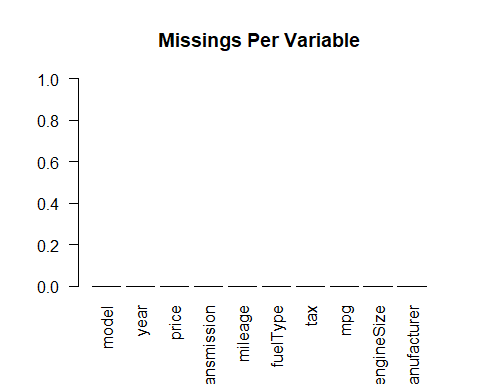 Missings Per Variable
1.0
0.8
0.6
0.4
0.2
0.0
model
year
price
ansmission
mileage
fuelType
tax
mpg
engineSize
anufacturer